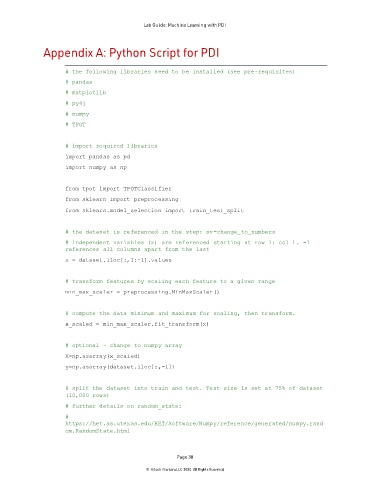 Lab Guide: Machine Learning with PDI
Appendix A: Python Script for PDI
# the following libraries need to be installed (see pre-requisites)
# pandas
# matplotlib
# py4j
# numpy
# TPOT
# import required libraries
import pandas as pd
import numpy as np
from tpot import TPOTClassifier
from sklearn import preprocessing
from sklearn.model_selection import train_test_split
# the dataset is referenced in the step: sv-change_to_numbers
# independent variables (x) are referenced starting at row 1: col 1. -1
references all columns apart from the last
x = dataset.iloc[:,1:-1].values
# transform features by scaling each feature to a given range
min_max_scaler = preprocessing.MinMaxScaler()
# compute the data minimum and maximum for scaling, then transform.
x_scaled = min_max_scaler.fit_transform(x)
# optional - change to numpy array
X=np.asarray(x_scaled)
y=np.asarray(dataset.iloc[:,-1])
# split the dataset into train and test. Test size is set at 75% of dataset
(10,000 rows)
# further details on random_state:
#
https://het.as.utexas.edu/HET/Software/Numpy/reference/generated/numpy.rand
om.RandomState.html
Page 38
© Hitachi Vantara LLC 2020. All Rights Reserved